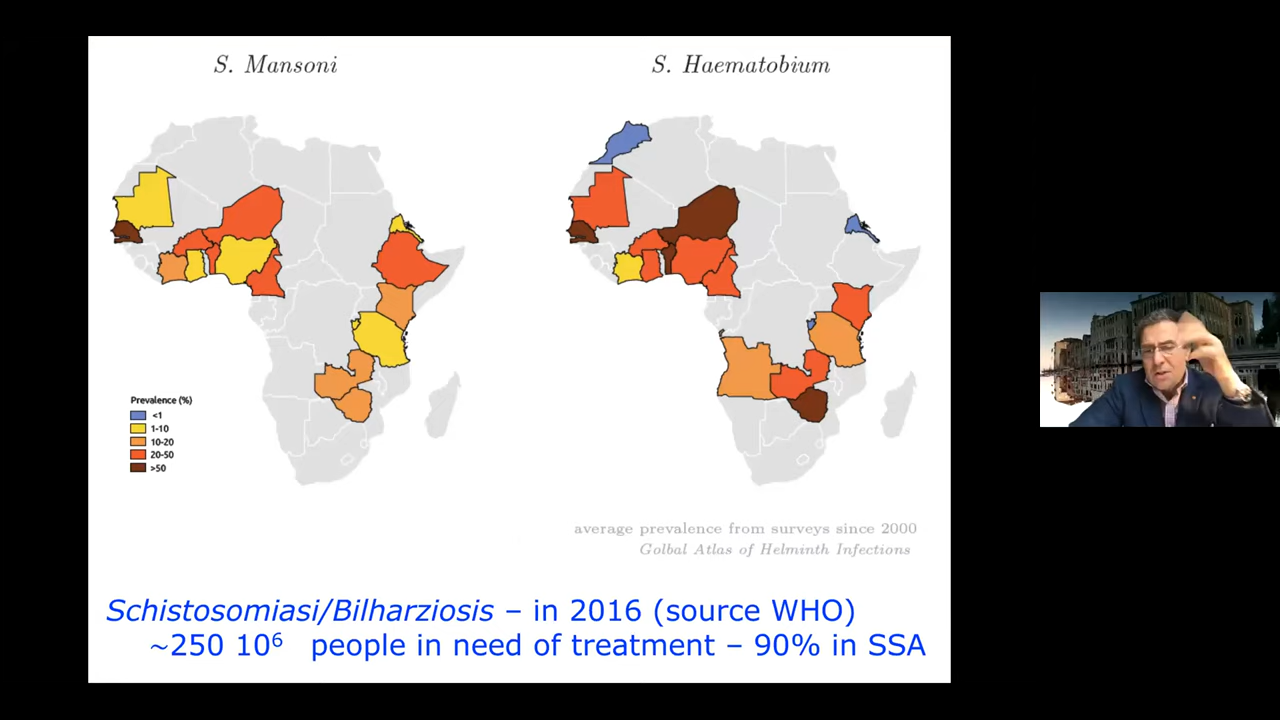 S. Mansoni
S. Haematobium
Prevalence (%)
<1
1-10
10-20
20-50
>50
average prevalence from surveys since 2000
Golbal Atlas of Helminth Infections
Schistosomiasi/Bilharziosis – in 2016 (source WHO)
~250 10⁶ people in need of treatment – 90% in SSA